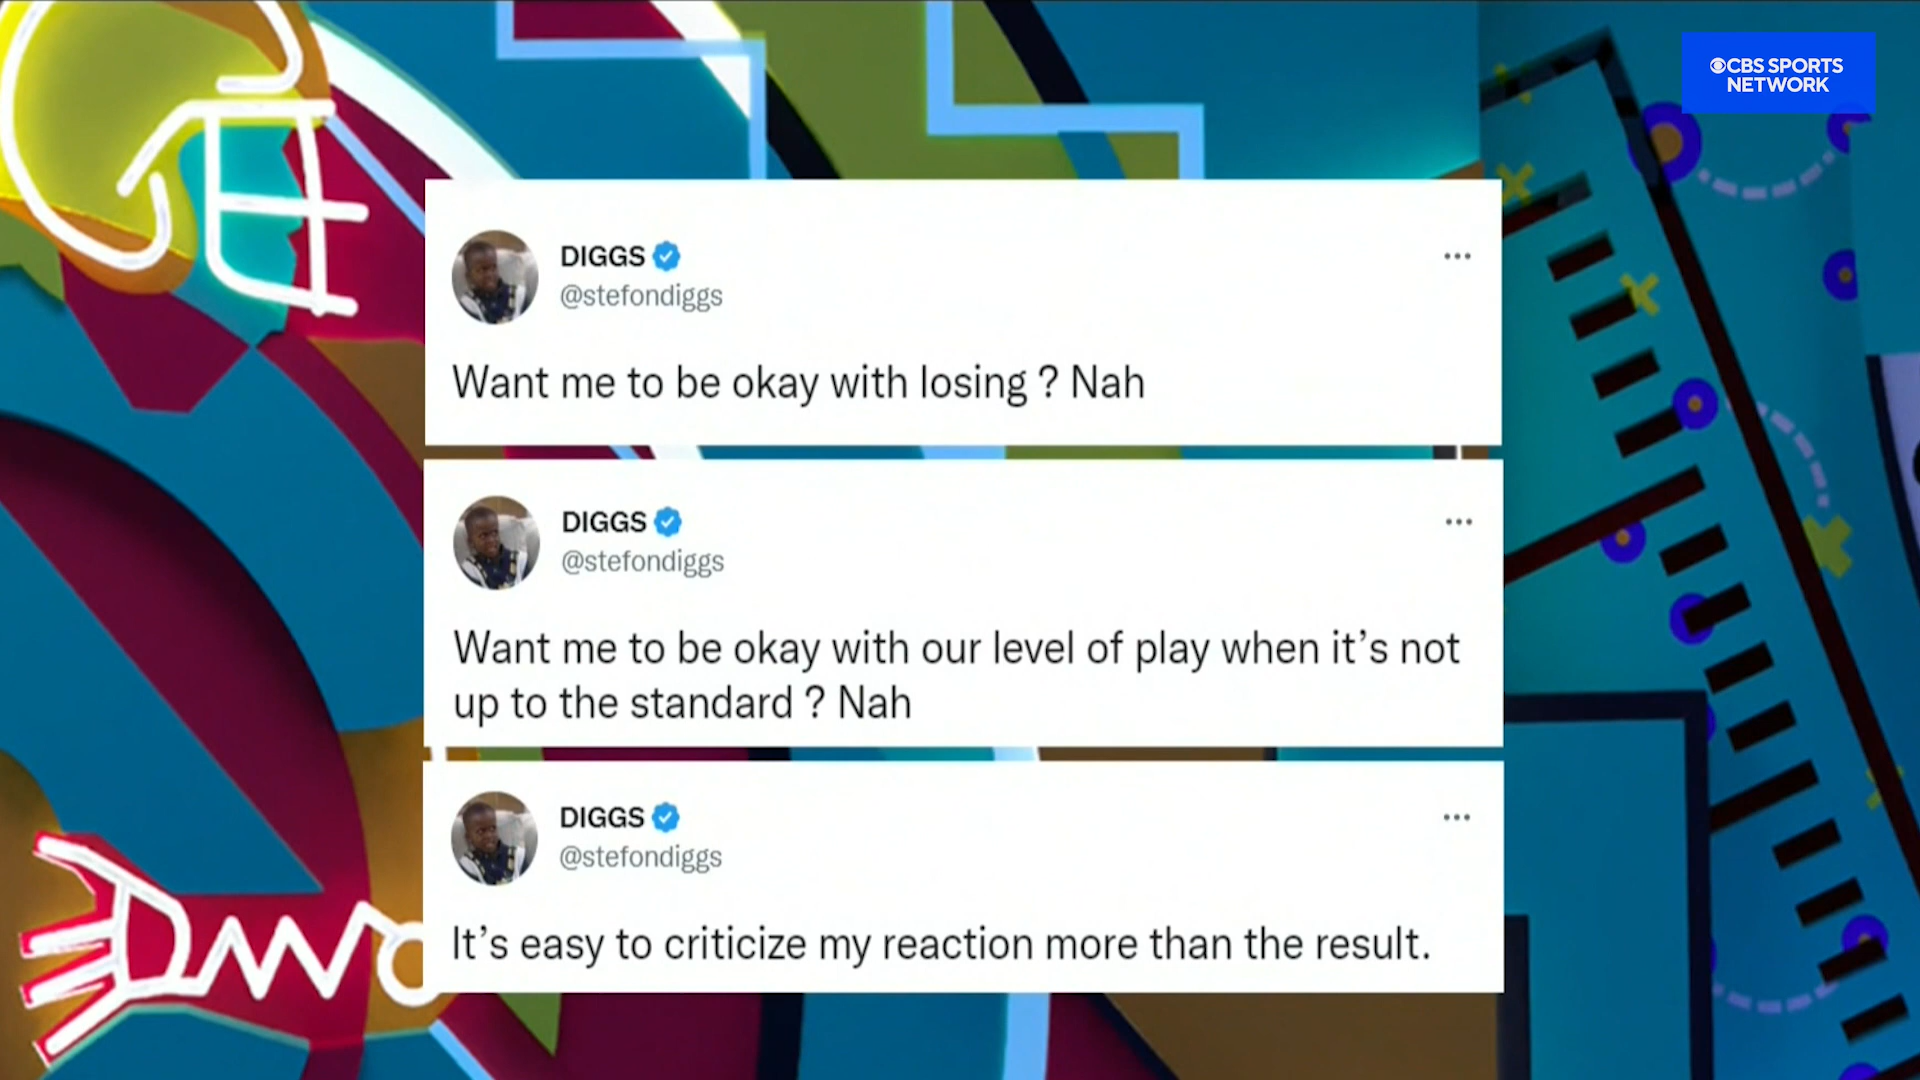 CBS SPORTS
NETWORK
DIGGS
@stefondiggs
Want me to be okay with losing ? Nah
DIGGS
@stefondiggs
Want me to be okay with our level of play when it’s not
up to the standard ? Nah
DIGGS
@stefondiggs
It’s easy to criticize my reaction more than the result.